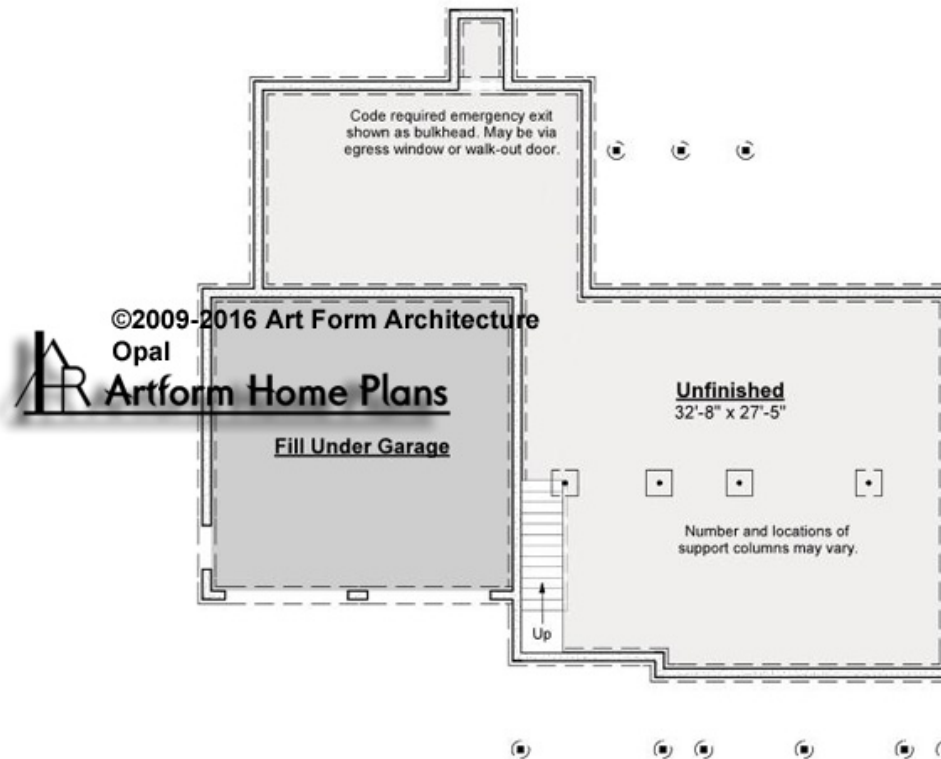 Code required emergency exit
shown as bulkhead. May be via
egress window or walk-out door.
©2009-2016 Art Form Architecture
Opal
Artform Home Plans
Fill Under Garage
Unfinished
32'-8" x 27'-5"
Number and locations of
support columns may vary.
Up